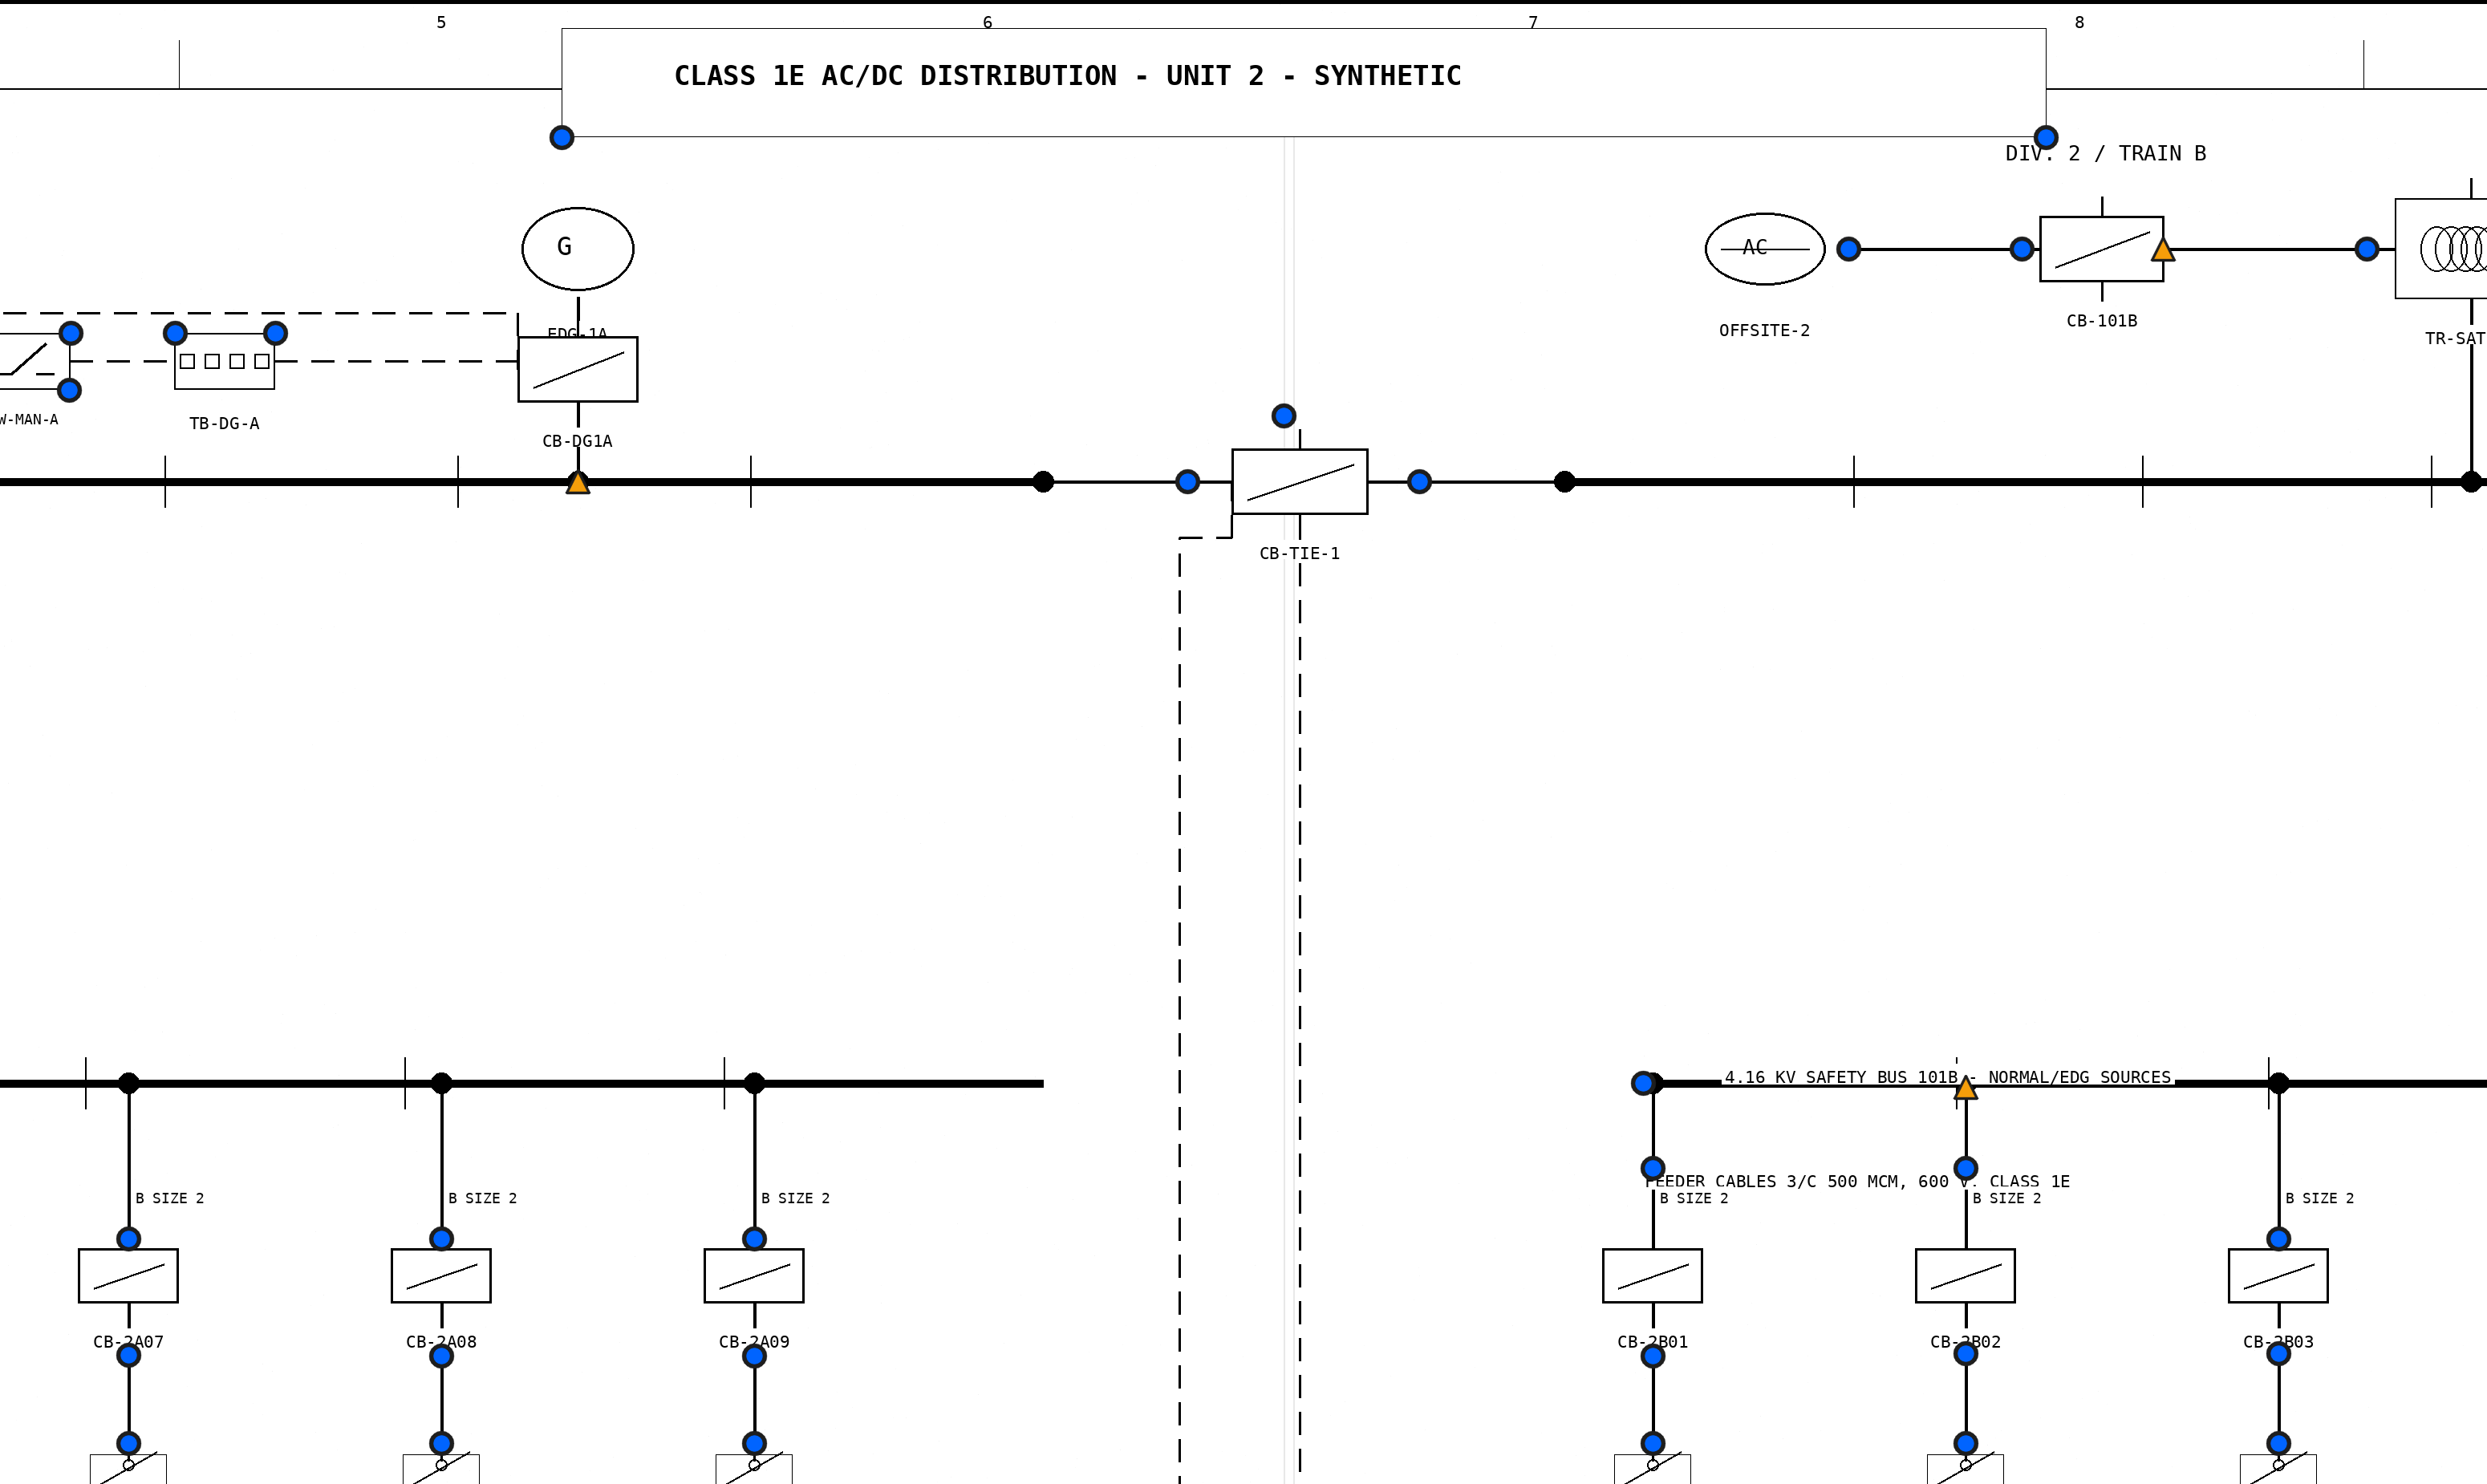 5 6 7 8
CLASS 1E AC/DC DISTRIBUTION - UNIT 2 - SYNTHETIC
DIV. 2 / TRAIN B
G
AC
EDG-1A
CB-101B
OFFSITE-2
TR-SAT
W-MAN-A
TB-DG-A
CB-DG1A
CB-TIE-1
4.16 KV SAFETY BUS 101B - NORMAL/EDG SOURCES
FEEDER CABLES 3/C 500 MCM, 600 V. CLASS 1E
B SIZE 2 B SIZE 2 B SIZE 2 B SIZE 2 B SIZE 2 B SIZE 2
CB-2A07 CB-2A08 CB-2A09 CB-2B01 CB-2B02 CB-2B03